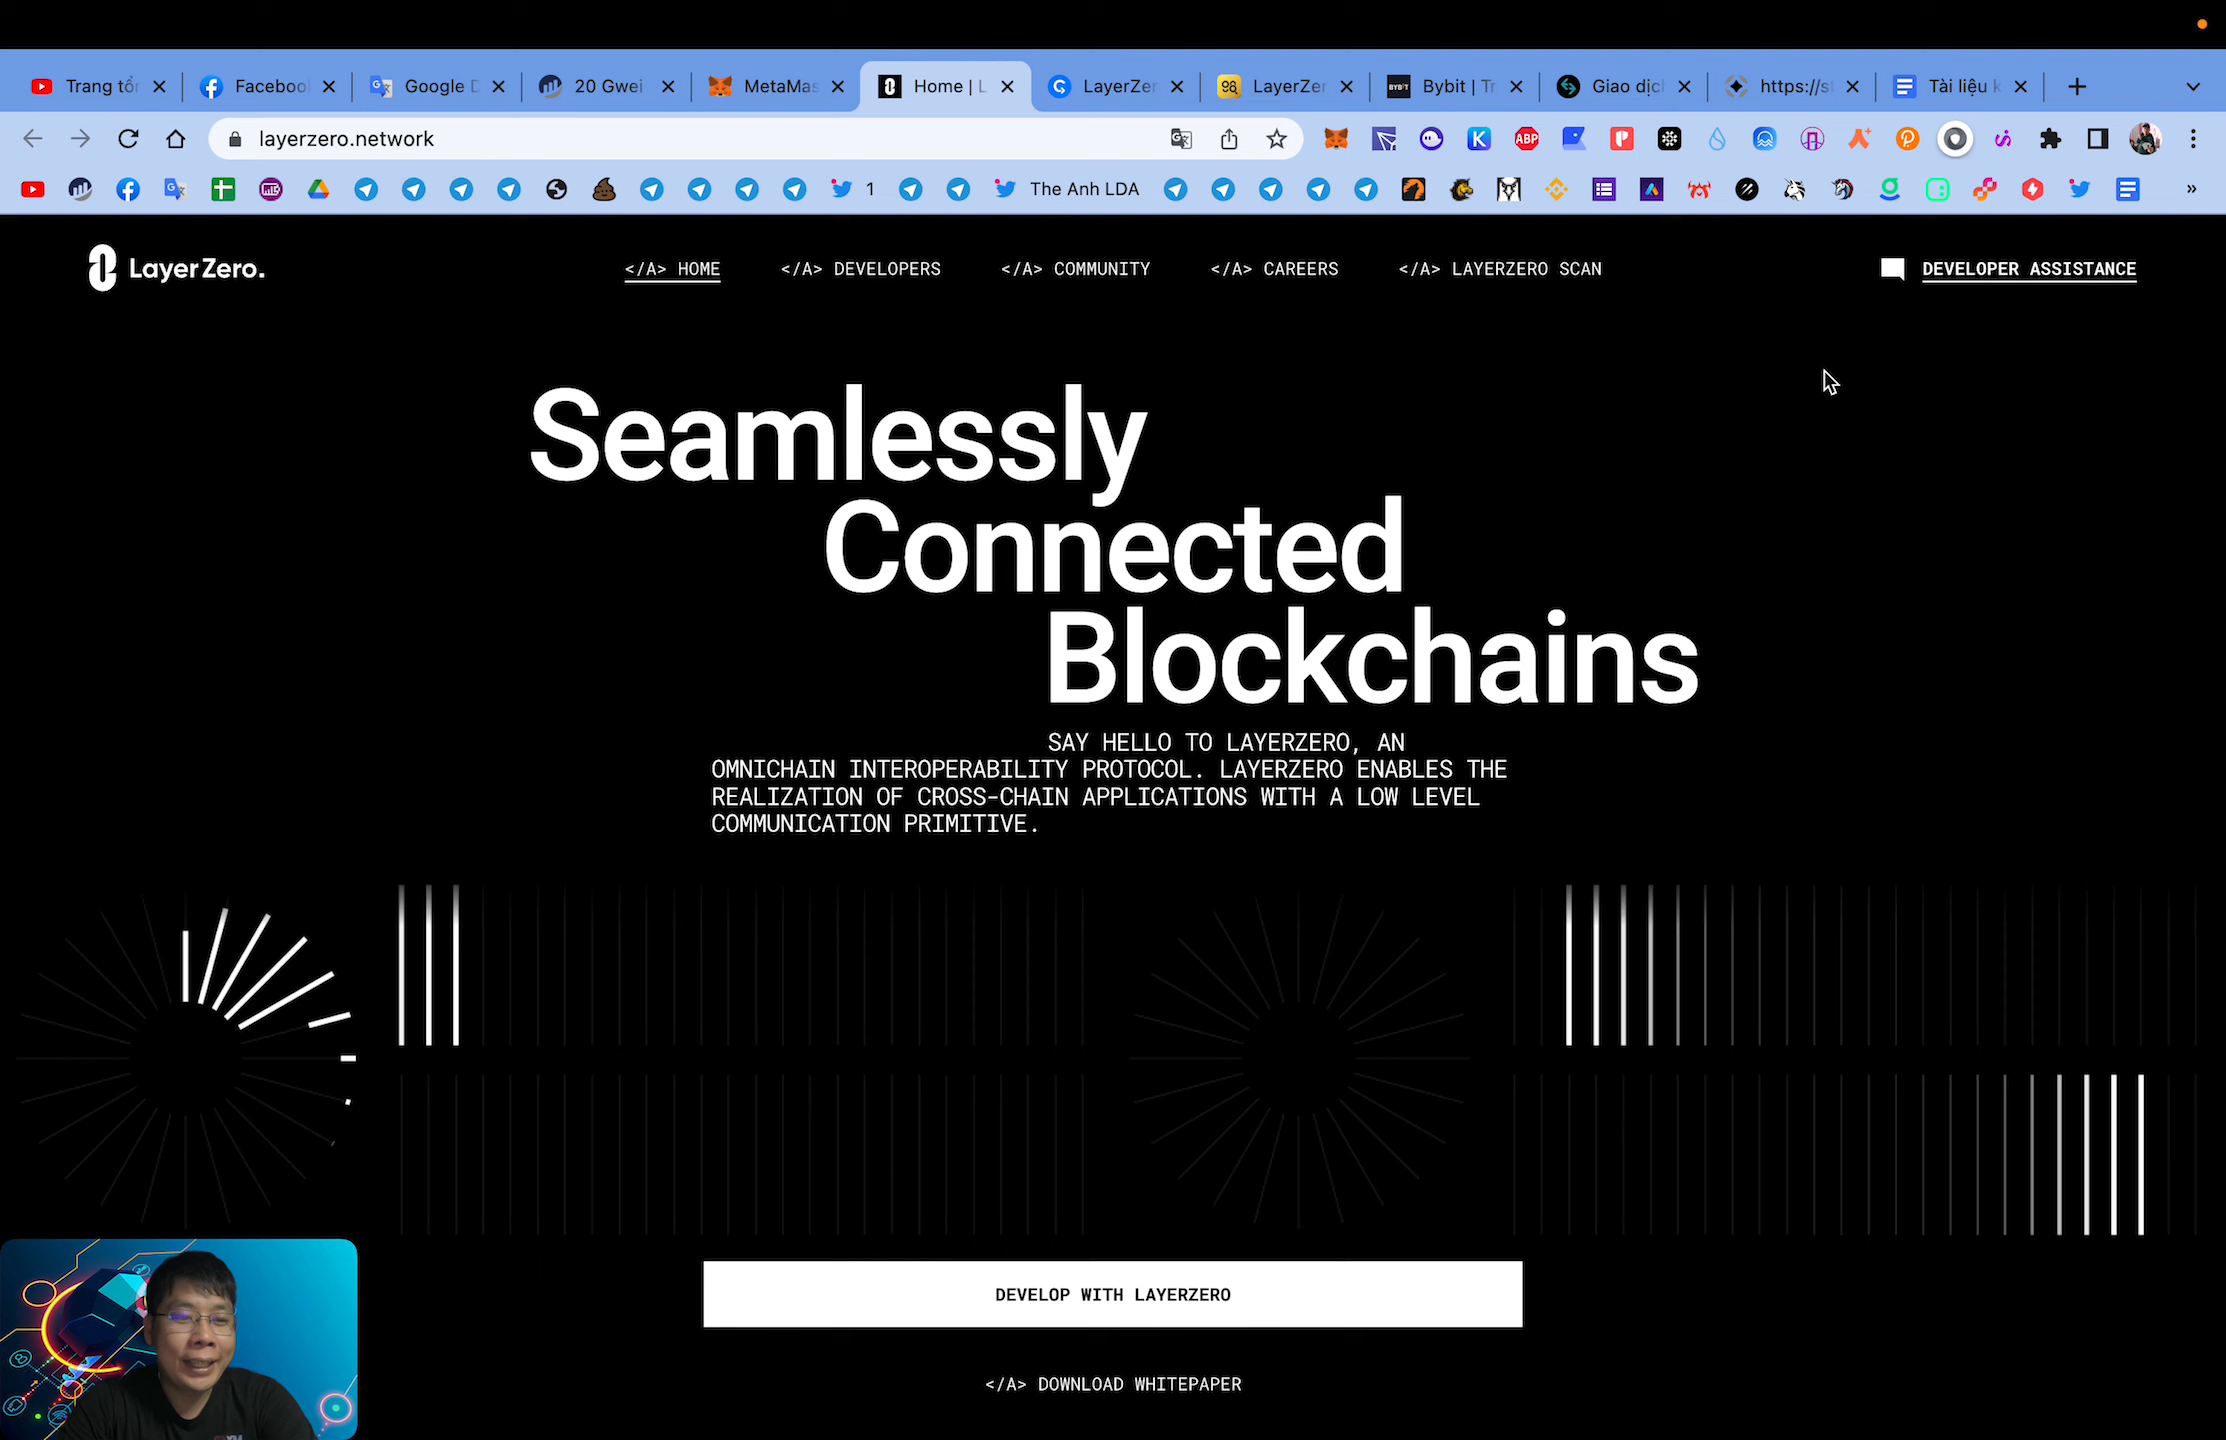 Trang tổ
Faceboo
Google D
20 Gwei
MetaMas
Home | L
LayerZer
LayerZer
Bybit | Tr
Giao dịc
https://s
Tài liệu k
layerzero.network
ABP
1
The Anh LDA
LayerZero.
</A> HOME
</A> DEVELOPERS
</A> COMMUNITY
</A> CAREERS
</A> LAYERZERO SCAN
DEVELOPER ASSISTANCE
Seamlessly
Connected
Blockchains
SAY HELLO TO LAYERZERO, AN
OMNICHAIN INTEROPERABILITY PROTOCOL. LAYERZERO ENABLES THE
REALIZATION OF CROSS-CHAIN APPLICATIONS WITH A LOW LEVEL
COMMUNICATION PRIMITIVE.
DEVELOP WITH LAYERZERO
</A> DOWNLOAD WHITEPAPER